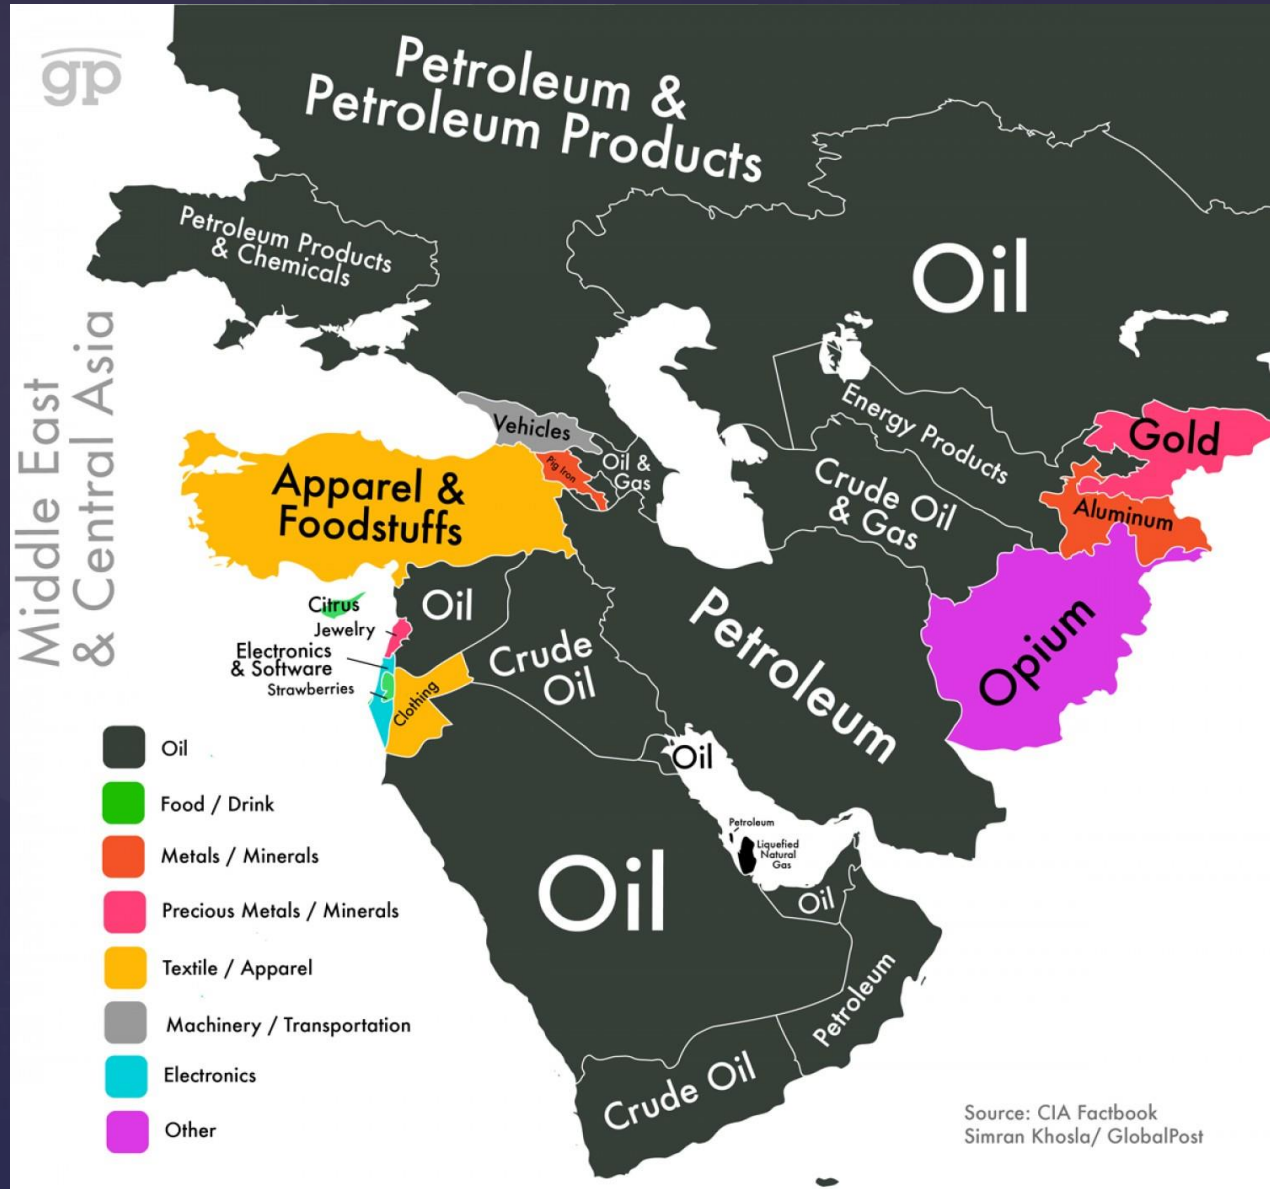 gp
Middle East
& Central Asia
Petroleum &
Petroleum Products
Petroleum Products
& Chemicals
Oil
Energy Products
Vehicles
Pig Iron
Oil &
Gas
Crude Oil
& Gas
Gold
Aluminum
Apparel &
Foodstuffs
Citrus
Jewelry
Electronics
& Software
Strawberries
Clothing
Oil
Crude
Oil
Petroleum
Opium
Oil
Petroleum
Liquefied
Natural
Gas
Oil
Oil
Petroleum
Crude Oil
Oil
Food / Drink
Metals / Minerals
Precious Metals / Minerals
Textile / Apparel
Machinery / Transportation
Electronics
Other
Source: CIA Factbook
Simran Khosla/ GlobalPost